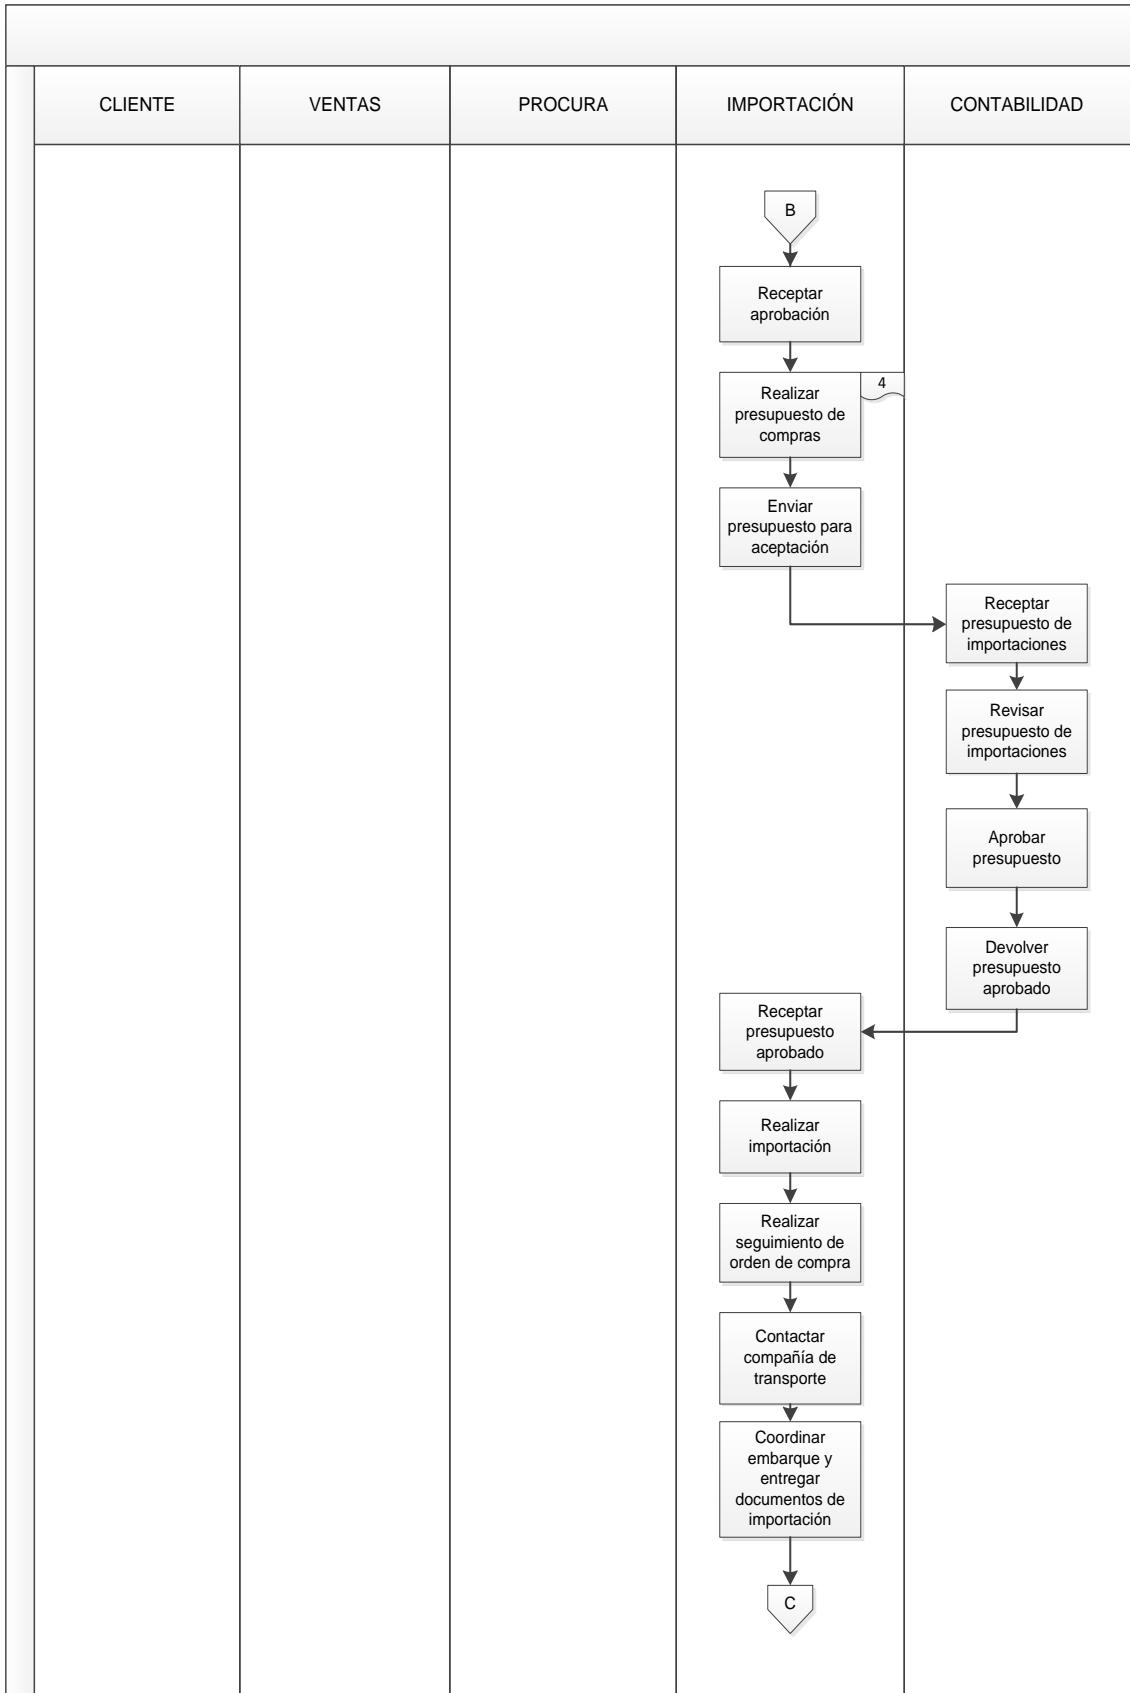 CLIENTE
VENTAS
PROCURA
IMPORTACIÓN
CONTABILIDAD
B
Receptar
aprobación
Realizar
presupuesto de
compras
4
Enviar
presupuesto para
aceptación
Receptar
presupuesto de
importaciones
Revisar
presupuesto de
importaciones
Aprobar
presupuesto
Devolver
presupuesto
aprobado
Receptar
presupuesto
aprobado
Realizar
importación
Realizar
seguimiento de
orden de compra
Contactar
compañía de
transporte
Coordinar
embarque y
entregar
documentos de
importación
C